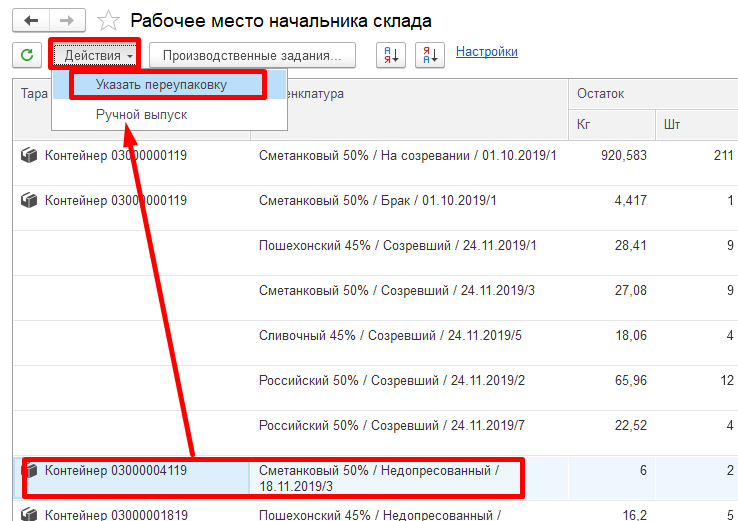 Рабочее место начальника склада
Действия
Производственные задания...
Настройки
Указать переупаковку
Ручной выпуск
Тара
енклатура
Остаток
Кг
Шт
Контейнер 03000000119 Сметанковый 50% / На созревании / 01.10.2019/1 920,583 211
Контейнер 03000000119 Сметанковый 50% / Брак / 01.10.2019/1 4,417 1
Пошехонский 45% / Созревший / 24.11.2019/1 28,41 9
Сметанковый 50% / Созревший / 24.11.2019/3 27,08 9
Сливочный 45% / Созревший / 24.11.2019/5 18,06 4
Российский 50% / Созревший / 24.11.2019/2 65,96 12
Российский 50% / Созревший / 24.11.2019/7 22,52 4
Контейнер 03000004119 Сметанковый 50% / Недопресованный / 6 2
18.11.2019/3
Контейнер 03000001819 Пошехонский 45% / Недопресованный / 16,2 5